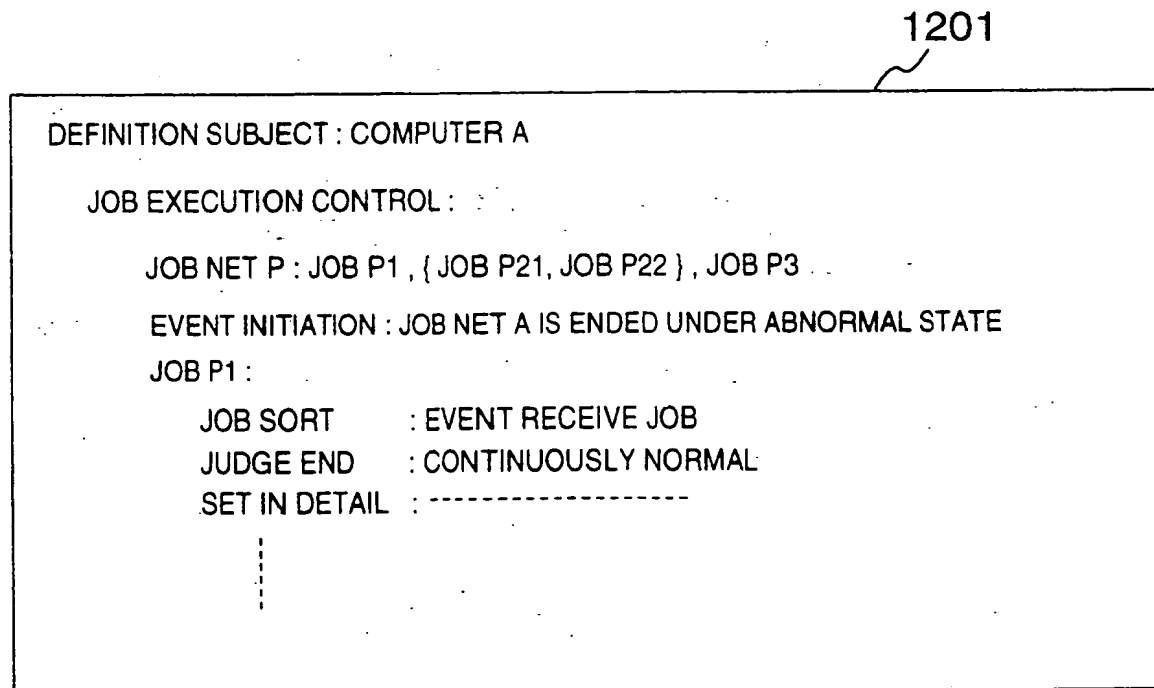 1201
DEFINITION SUBJECT : COMPUTER A
JOB EXECUTION CONTROL :
JOB NET P : JOB P1 , { JOB P21, JOB P22 } , JOB P3
EVENT INITIATION : JOB NET A IS ENDED UNDER ABNORMAL STATE
JOB P1 :
JOB SORT : EVENT RECEIVE JOB
JUDGE END : CONTINUOUSLY NORMAL
SET IN DETAIL : -------------------